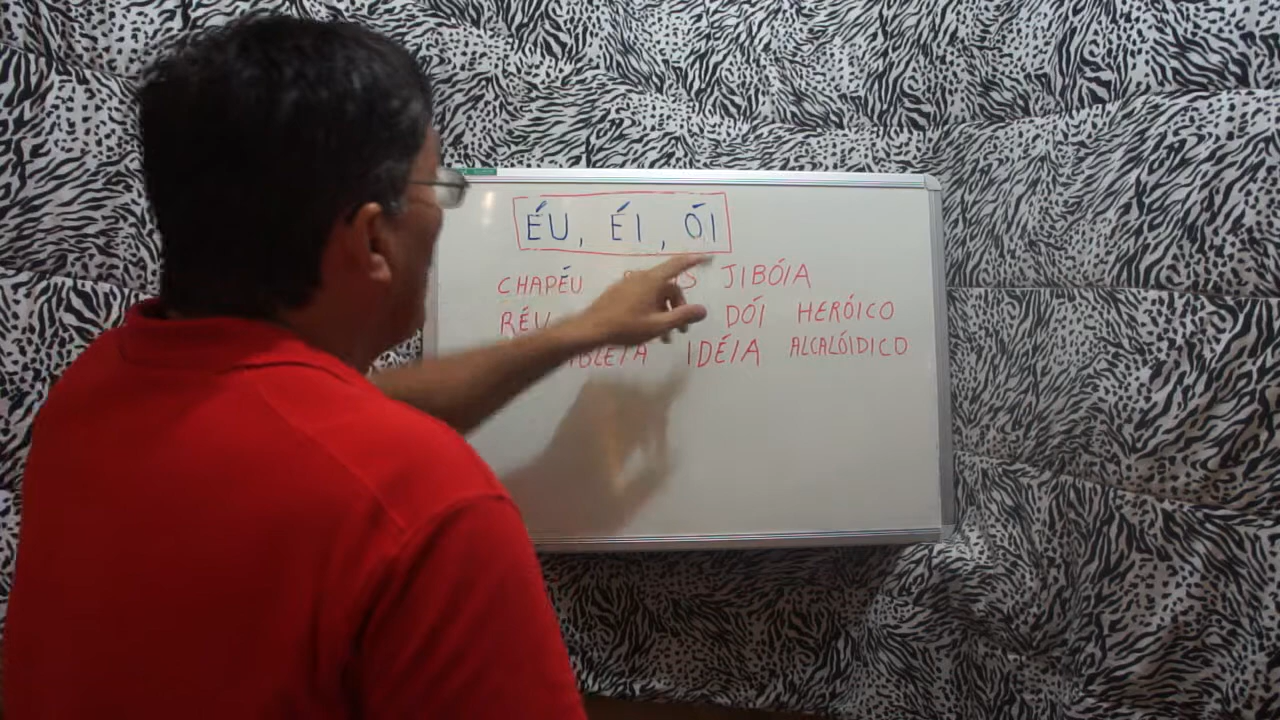 ÉU, ÉI, ÓI
CHAPÉU JIBÓIA
RÉU DÓI HERÓICO
IDÉIA ALCALÓIDICO